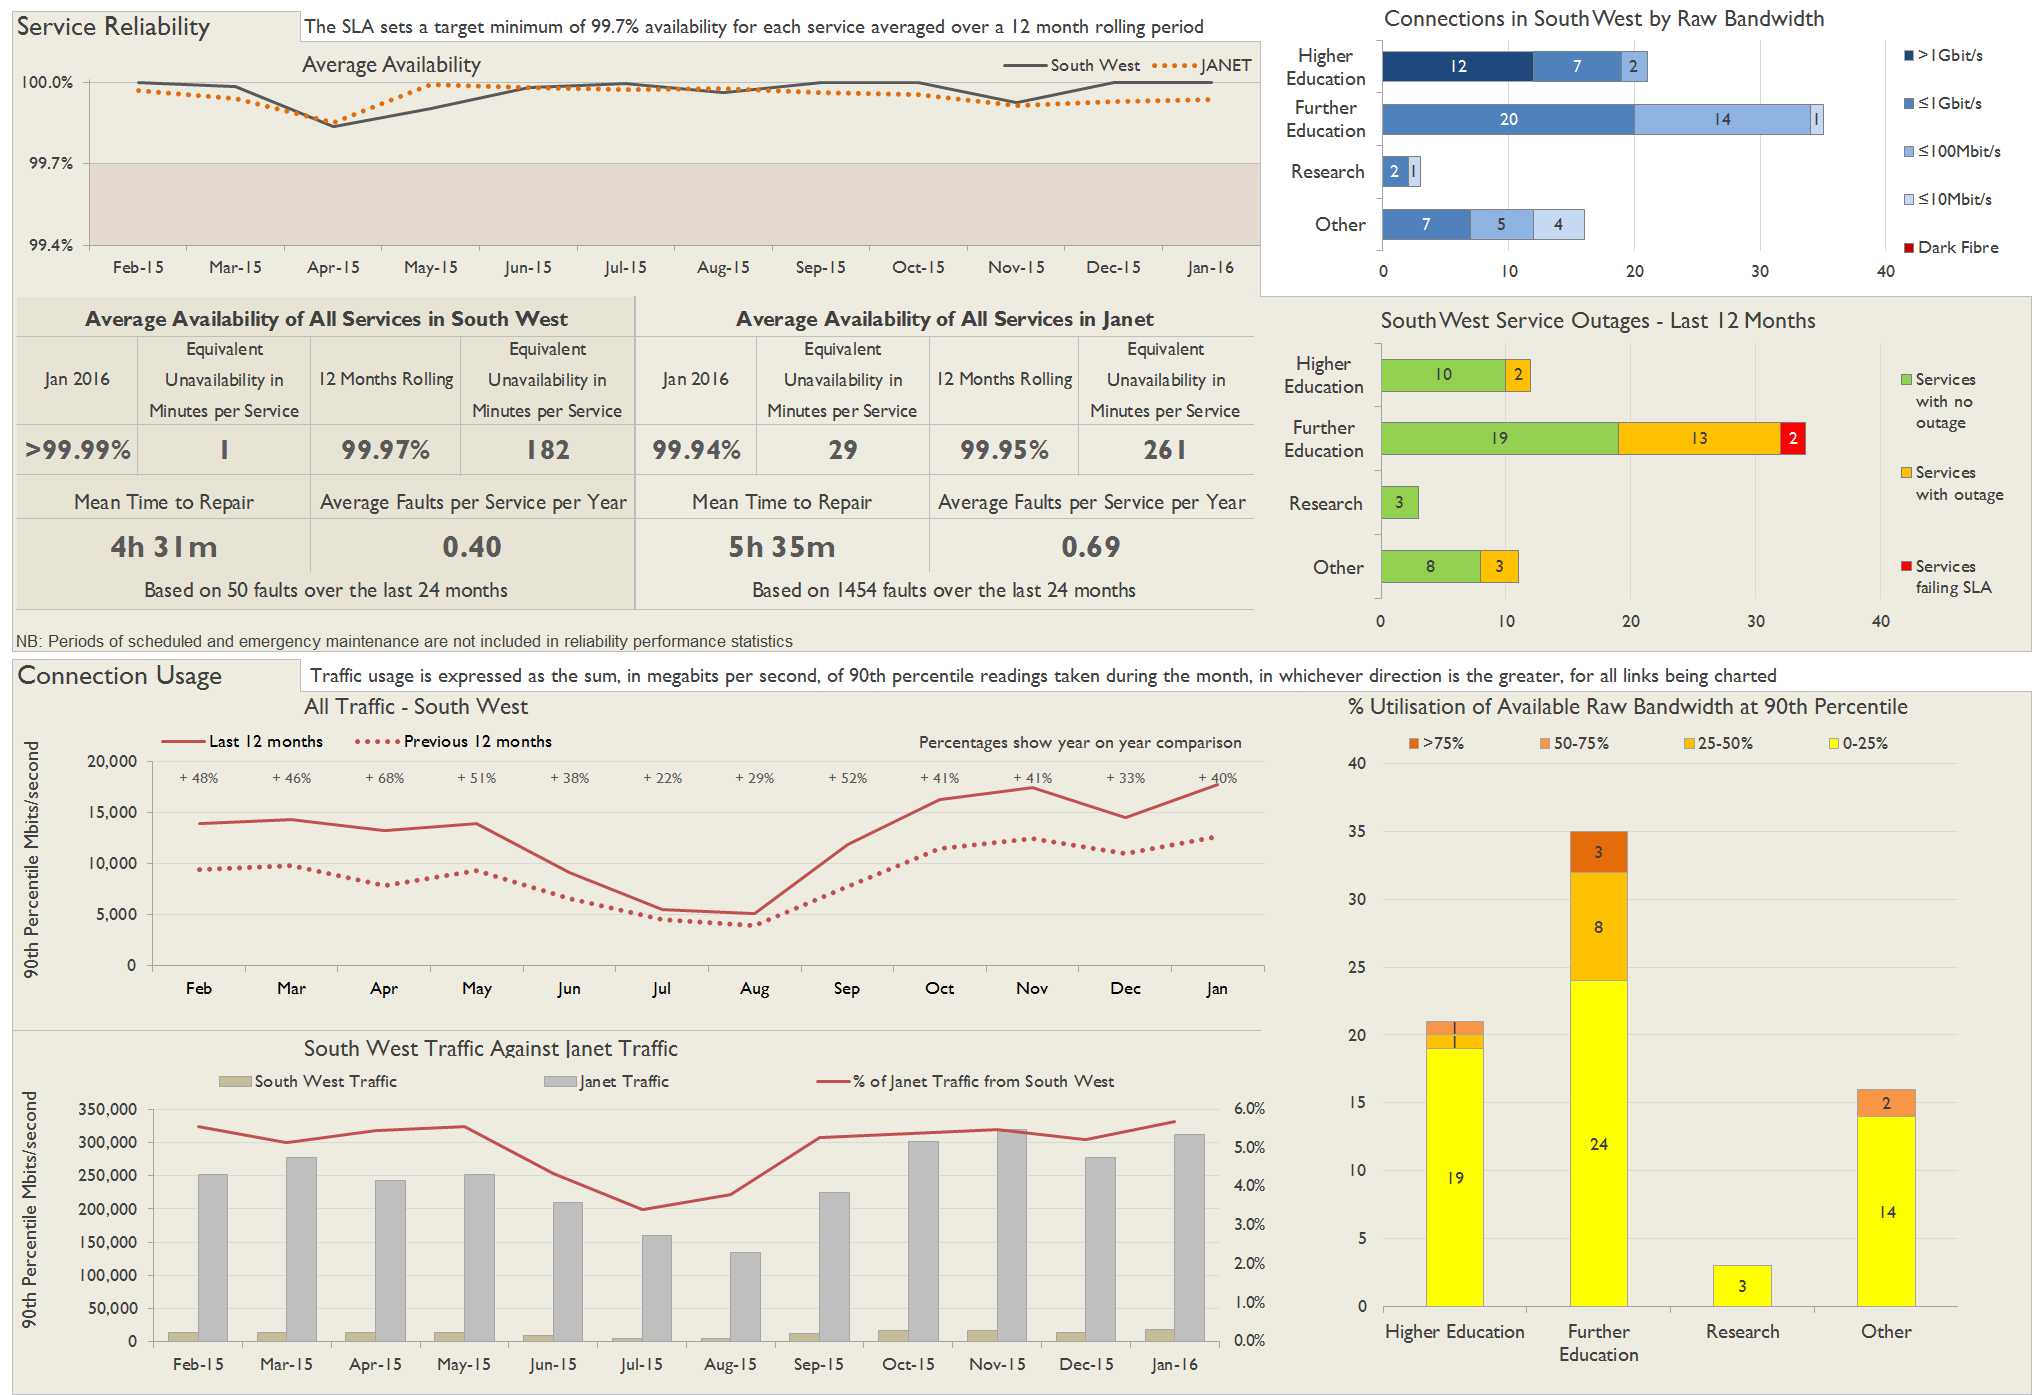 Service Reliability
The SLA sets a target minimum of 99.7% availability for each service averaged over a 12 month rolling period
Average Availability
South West
JANET
100.0%
99.7%
99.4%
Feb-15 Mar-15 Apr-15 May-15 Jun-15 Jul-15 Aug-15 Sep-15 Oct-15 Nov-15 Dec-15 Jan-16
Connections in South West by Raw Bandwidth
Higher
Education
12 7 2
Further
Education
20 14 1
Research
2 1
Other
7 5 4
0 10 20 30 40
>1Gbit/s
≤1Gbit/s
≤100Mbit/s
≤10Mbit/s
Dark Fibre
Average Availability of All Services in South West
Jan 2016
Equivalent
Unavailability in
Minutes per Service
12 Months Rolling
Equivalent
Unavailability in
Minutes per Service
>99.99% 1 99.97% 182
Mean Time to Repair
Average Faults per Service per Year
4h 31m 0.40
Based on 50 faults over the last 24 months
Average Availability of All Services in Janet
Jan 2016
Equivalent
Unavailability in
Minutes per Service
12 Months Rolling
Equivalent
Unavailability in
Minutes per Service
99.94% 29 99.95% 261
Mean Time to Repair
Average Faults per Service per Year
5h 35m 0.69
Based on 1454 faults over the last 24 months
NB: Periods of scheduled and emergency maintenance are not included in reliability performance statistics
South West Service Outages - Last 12 Months
Higher
Education
10 2
Further
Education
19 13 2
Research
3
Other
8 3
0 10 20 30 40
Services
with no
outage
Services
with outage
Services
failing SLA
Connection Usage
Traffic usage is expressed as the sum, in megabits per second, of 90th percentile readings taken during the month, in whichever direction is the greater, for all links being charted
All Traffic - South West
Last 12 months
Previous 12 months
Percentages show year on year comparison
90th Percentile Mbits/second
20,000
15,000
10,000
5,000
0
+ 48% + 46% + 68% + 51% + 38% + 22% + 29% + 52% + 41% + 41% + 33% + 40%
Feb Mar Apr May Jun Jul Aug Sep Oct Nov Dec Jan
South West Traffic Against Janet Traffic
South West Traffic
Janet Traffic
% of Janet Traffic from South West
90th Percentile Mbits/second
350,000
300,000
250,000
200,000
150,000
100,000
50,000
0
6.0%
5.0%
4.0%
3.0%
2.0%
1.0%
0.0%
Feb-15 Mar-15 Apr-15 May-15 Jun-15 Jul-15 Aug-15 Sep-15 Oct-15 Nov-15 Dec-15 Jan-16
% Utilisation of Available Raw Bandwidth at 90th Percentile
>75%
50-75%
25-50%
0-25%
40
35
30
25
20
15
10
5
0
1
1
19
3
8
24
3
2
14
Higher Education
Further
Education
Research
Other